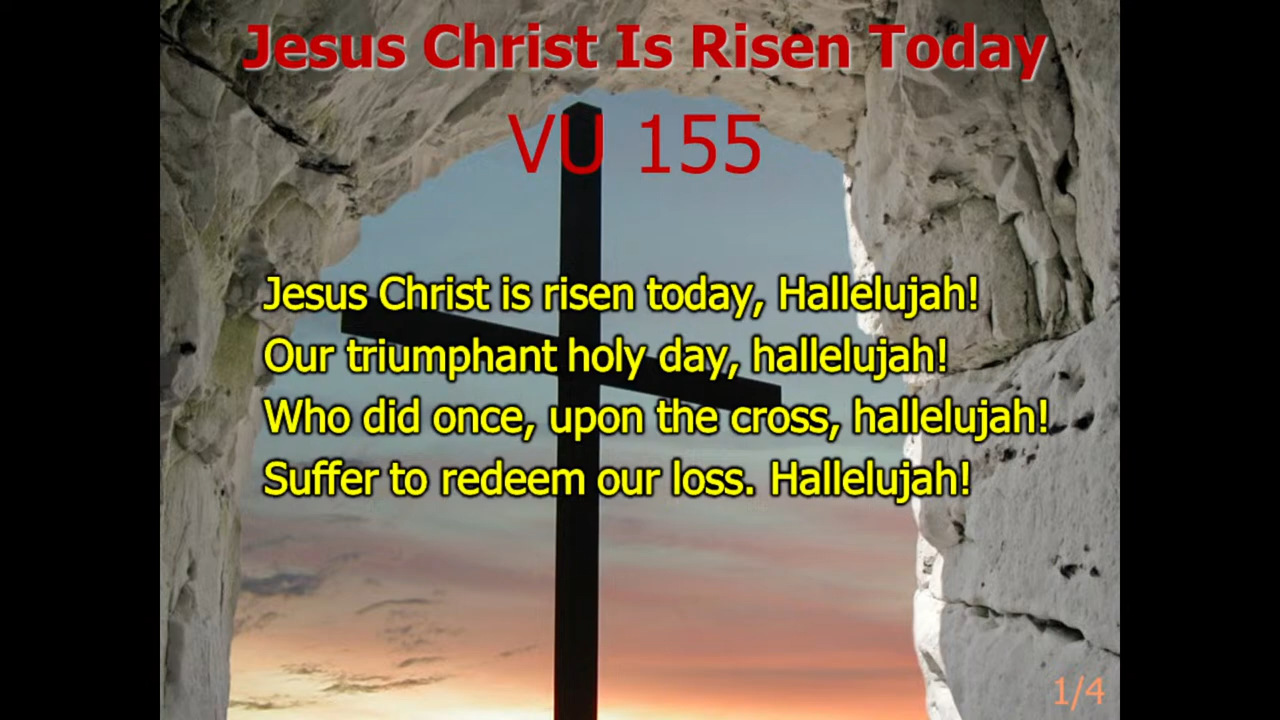 Jesus Christ Is Risen Today
VU 155
Jesus Christ is risen today, Hallelujah!
Our triumphant holy day, hallelujah!
Who did once, upon the cross, hallelujah!
Suffer to redeem our loss. Hallelujah!
1/4